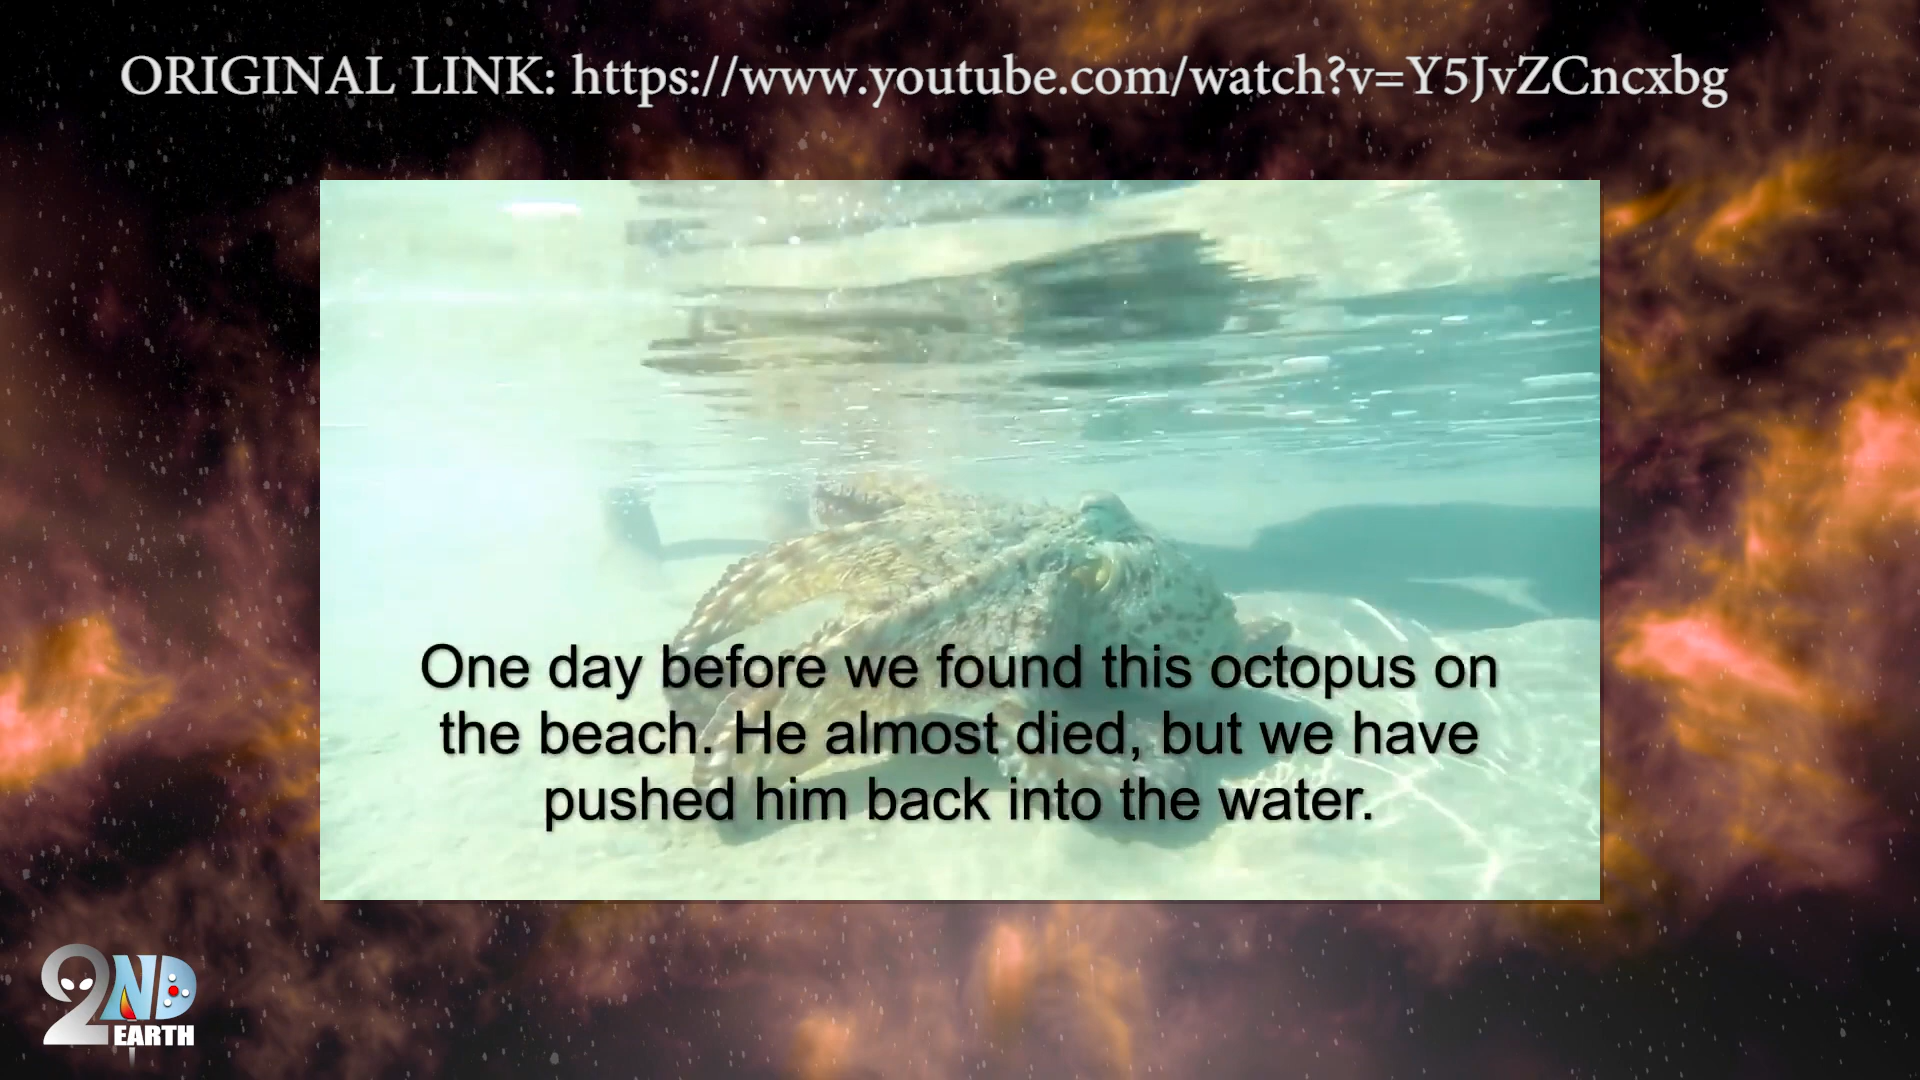 ORIGINAL LINK: https://www.youtube.com/watch?v=Y5JvZCncxbg
One day before we found this octopus on
the beach. He almost died, but we have
pushed him back into the water.
2ND
EARTH